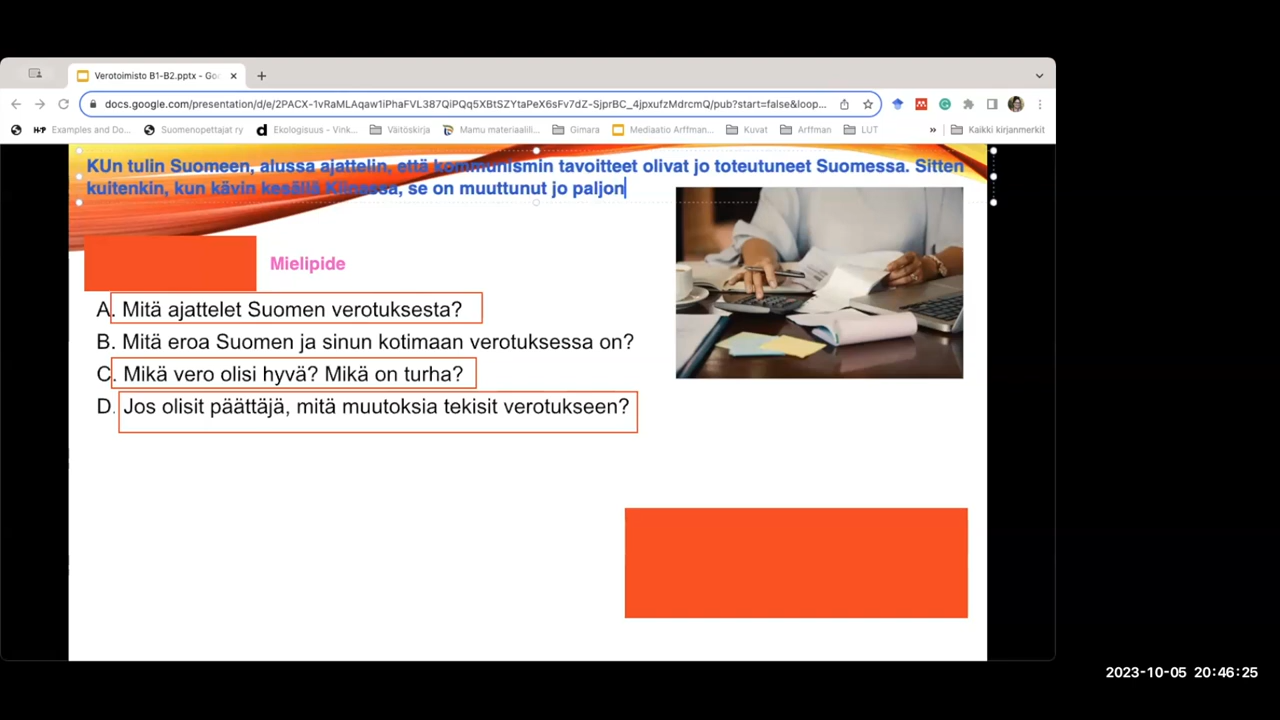 Verotoimisto B1-B2.pptx - Go
docs.google.com/presentation/d/e/2PACX-1vRaMLAqaw1iPhaFVL387QiPQq5XBtSZYtaPeX6sFv7dZ-SjprBC_4jpxufzMdrcmQ/pub?start=false&loop...
Examples and Do... Suomenopettajat ry Ekologisuus - Vink... Väitöskirja Mamu materiaalil... Gimara Mediaatio Arffman... Kuvat Arffman LUT » Kaikki kirjanmerkit
KUn tulin Suomeen, alussa ajattelin, että kommunismin tavoitteet olivat jo toteutuneet Suomessa. Sitten
kuitenkin, kun kävin kesällä Kiinassa, se on muuttunut jo paljon
Mielipide
A. Mitä ajattelet Suomen verotuksesta?
B. Mitä eroa Suomen ja sinun kotimaan verotuksessa on?
C. Mikä vero olisi hyvä? Mikä on turha?
D. Jos olisit päättäjä, mitä muutoksia tekisit verotukseen?
2023-10-05 20:46:25